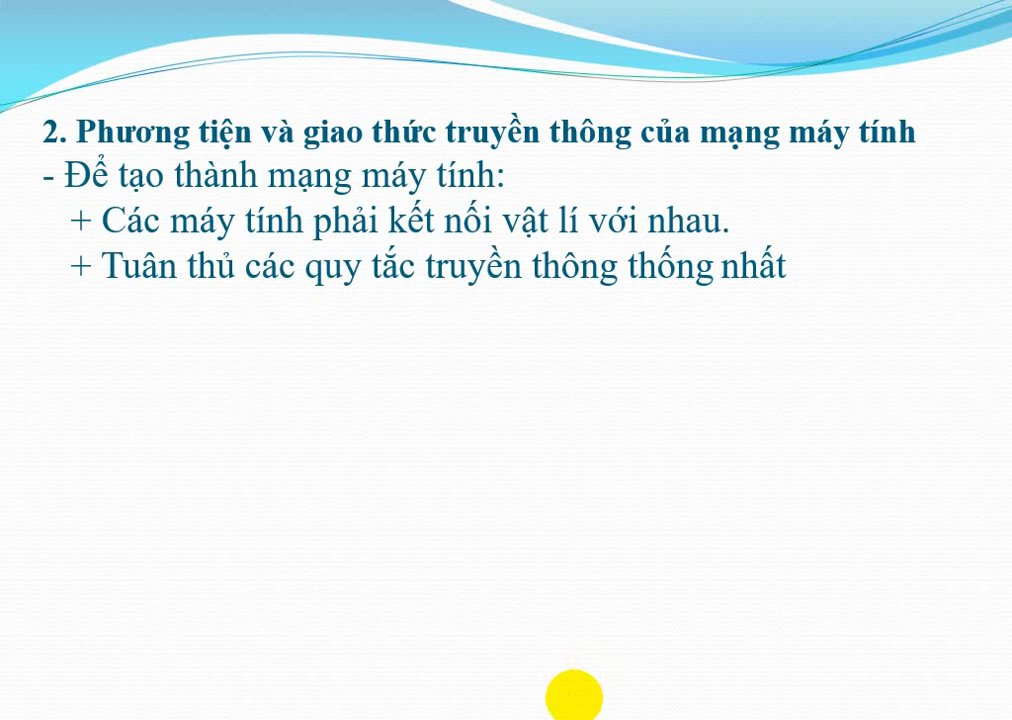 2. Phương tiện và giao thức truyền thông của mạng máy tính
- Để tạo thành mạng máy tính:
+ Các máy tính phải kết nối vật lí với nhau.
+ Tuân thủ các quy tắc truyền thông thống nhất